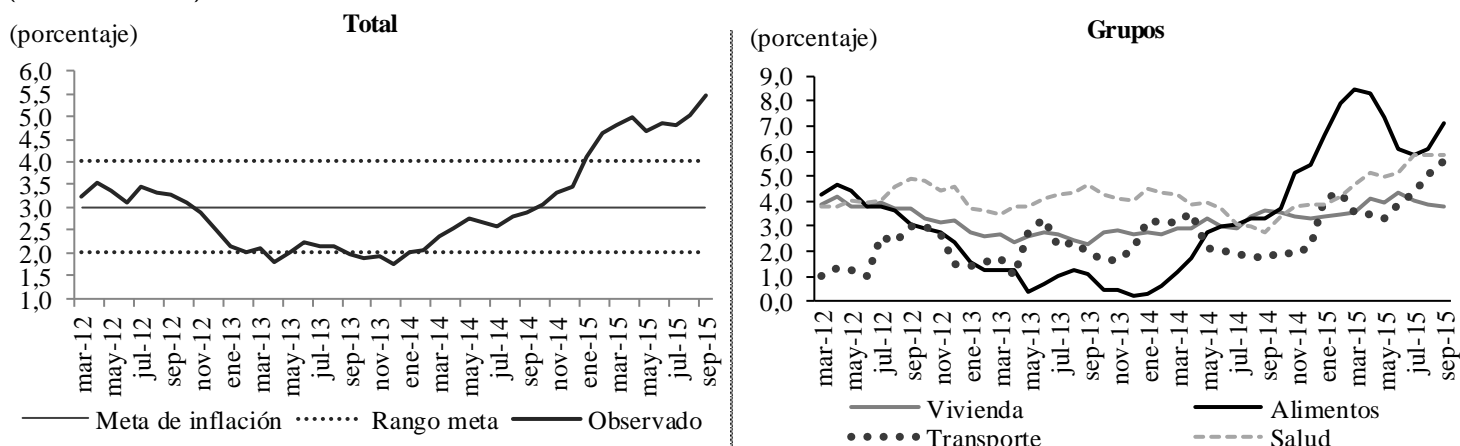 Total
(porcentaje)
6,0
5,5
5,0
4,5
4,0
3,5
3,0
2,5
2,0
1,5
1,0
mar-12
may-12
jul-12
sep-12
nov-12
ene-13
mar-13
may-13
jul-13
sep-13
nov-13
ene-14
mar-14
may-14
jul-14
sep-14
nov-14
ene-15
mar-15
may-15
jul-15
sep-15
Meta de inflación Rango meta Observado
Grupos
(porcentaje)
9,0
8,0
7,0
6,0
5,0
4,0
3,0
2,0
1,0
0,0
mar-12
may-12
jul-12
sep-12
nov-12
ene-13
mar-13
may-13
jul-13
sep-13
nov-13
ene-14
mar-14
may-14
jul-14
sep-14
nov-14
ene-15
mar-15
may-15
jul-15
sep-15
Vivienda Alimentos
Transporte Salud